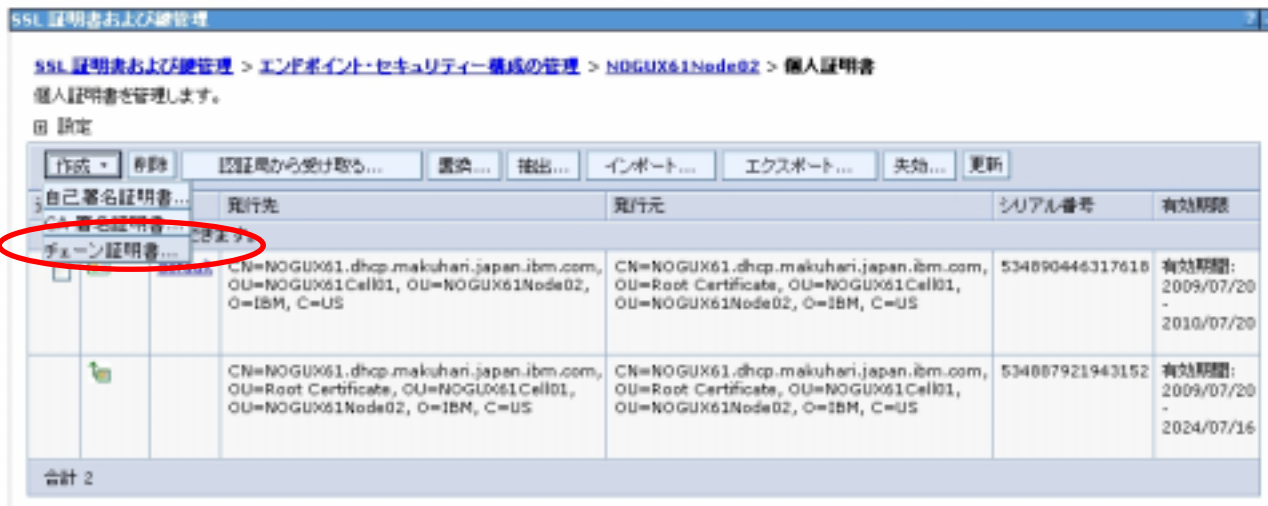 SSL 証明書および鍵管理
?
SSL 証明書および鍵管理 > エンドポイント・セキュリティー構成の管理 > NOGUX61Node02 > 個人証明書
個人証明書を管理します。
設定
作成 削除 認証局から受け取る... 置換... 抽出... インポート... エクスポート... 失効... 更新
自己署名証明書...
CA 署名証明書...
チェーン証明書...
発行先 発行元 シリアル番号 有効期限
できます。
CN=NOGUX61.dhcp.makuhari.japan.ibm.com, CN=NOGUX61.dhcp.makuhari.japan.ibm.com, 534890446317618 有効期間:
OU=NOGUX61Cell01, OU=NOGUX61Node02, OU=Root Certificate, OU=NOGUX61Cell01, 2009/07/20
O=IBM, C=US OU=NOGUX61Node02, O=IBM, C=US -
2010/07/20
CN=NOGUX61.dhcp.makuhari.japan.ibm.com, CN=NOGUX61.dhcp.makuhari.japan.ibm.com, 534887921943152 有効期間:
OU=Root Certificate, OU=NOGUX61Cell01, OU=Root Certificate, OU=NOGUX61Cell01, 2009/07/20
OU=NOGUX61Node02, O=IBM, C=US OU=NOGUX61Node02, O=IBM, C=US -
2024/07/16
合計 2